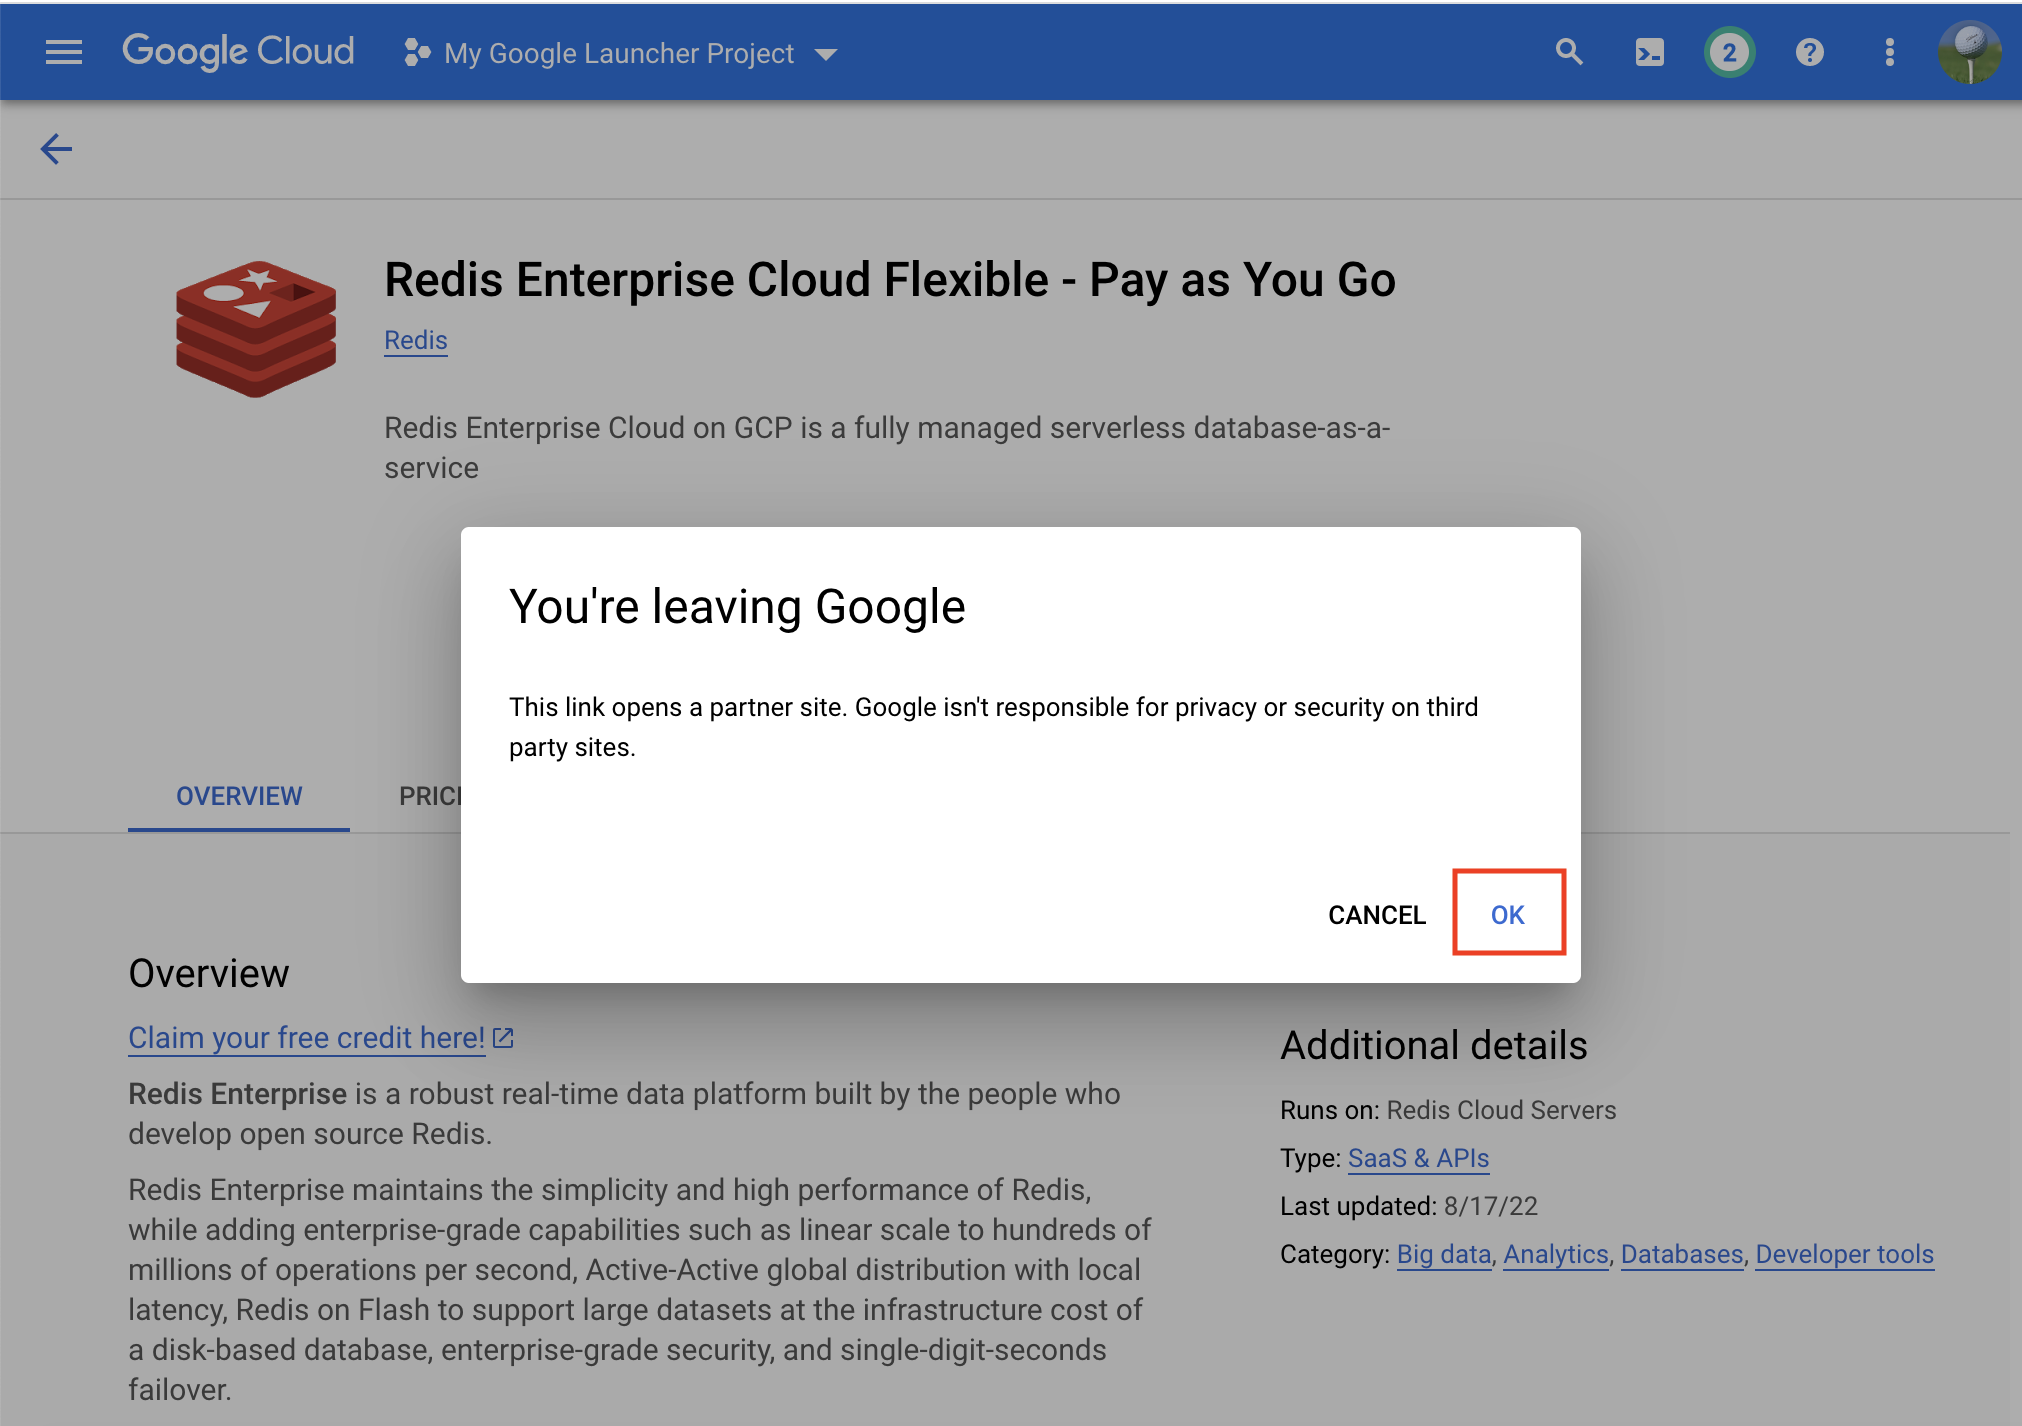 Google Cloud
My Google Launcher Project
2
Redis Enterprise Cloud Flexible - Pay as You Go
Redis
Redis Enterprise Cloud on GCP is a fully managed serverless database-as-a-
service
You're leaving Google
This link opens a partner site. Google isn't responsible for privacy or security on third
party sites.
CANCEL
OK
OVERVIEW
PRICI
Overview
Claim your free credit here!
Redis Enterprise is a robust real-time data platform built by the people who
develop open source Redis.
Redis Enterprise maintains the simplicity and high performance of Redis,
while adding enterprise-grade capabilities such as linear scale to hundreds of
millions of operations per second, Active-Active global distribution with local
latency, Redis on Flash to support large datasets at the infrastructure cost of
a disk-based database, enterprise-grade security, and single-digit-seconds
failover.
Additional details
Runs on: Redis Cloud Servers
Type: SaaS & APIs
Last updated: 8/17/22
Category: Big data, Analytics, Databases, Developer tools